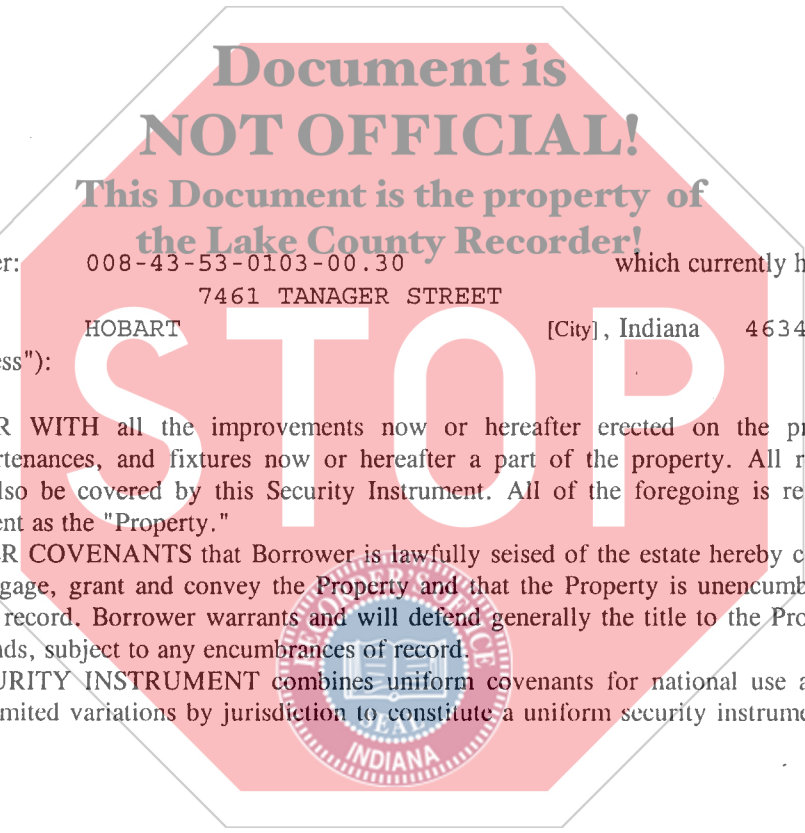 Document is
NOT OFFICIAL!
This Document is the property of
the Lake County Recorder!
er: 008-43-53-0103-00.30 which currently h
7461 TANAGER STREET
HOBART [City], Indiana 4634
ess"):
STOP
R WITH all the improvements now or hereafter erected on the pr
rtenances, and fixtures now or hereafter a part of the property. All r
lso be covered by this Security Instrument. All of the foregoing is re
ent as the "Property."
ER COVENANTS that Borrower is lawfully seised of the estate hereby c
gage, grant and convey the Property and that the Property is unencumb
record. Borrower warrants and will defend generally the title to the Pro
nds, subject to any encumbrances of record.
URITY INSTRUMENT combines uniform covenants for national use a
mited variations by jurisdiction to constitute a uniform security instrume
RECORDER'S OFFICE
SEAL
INDIANA